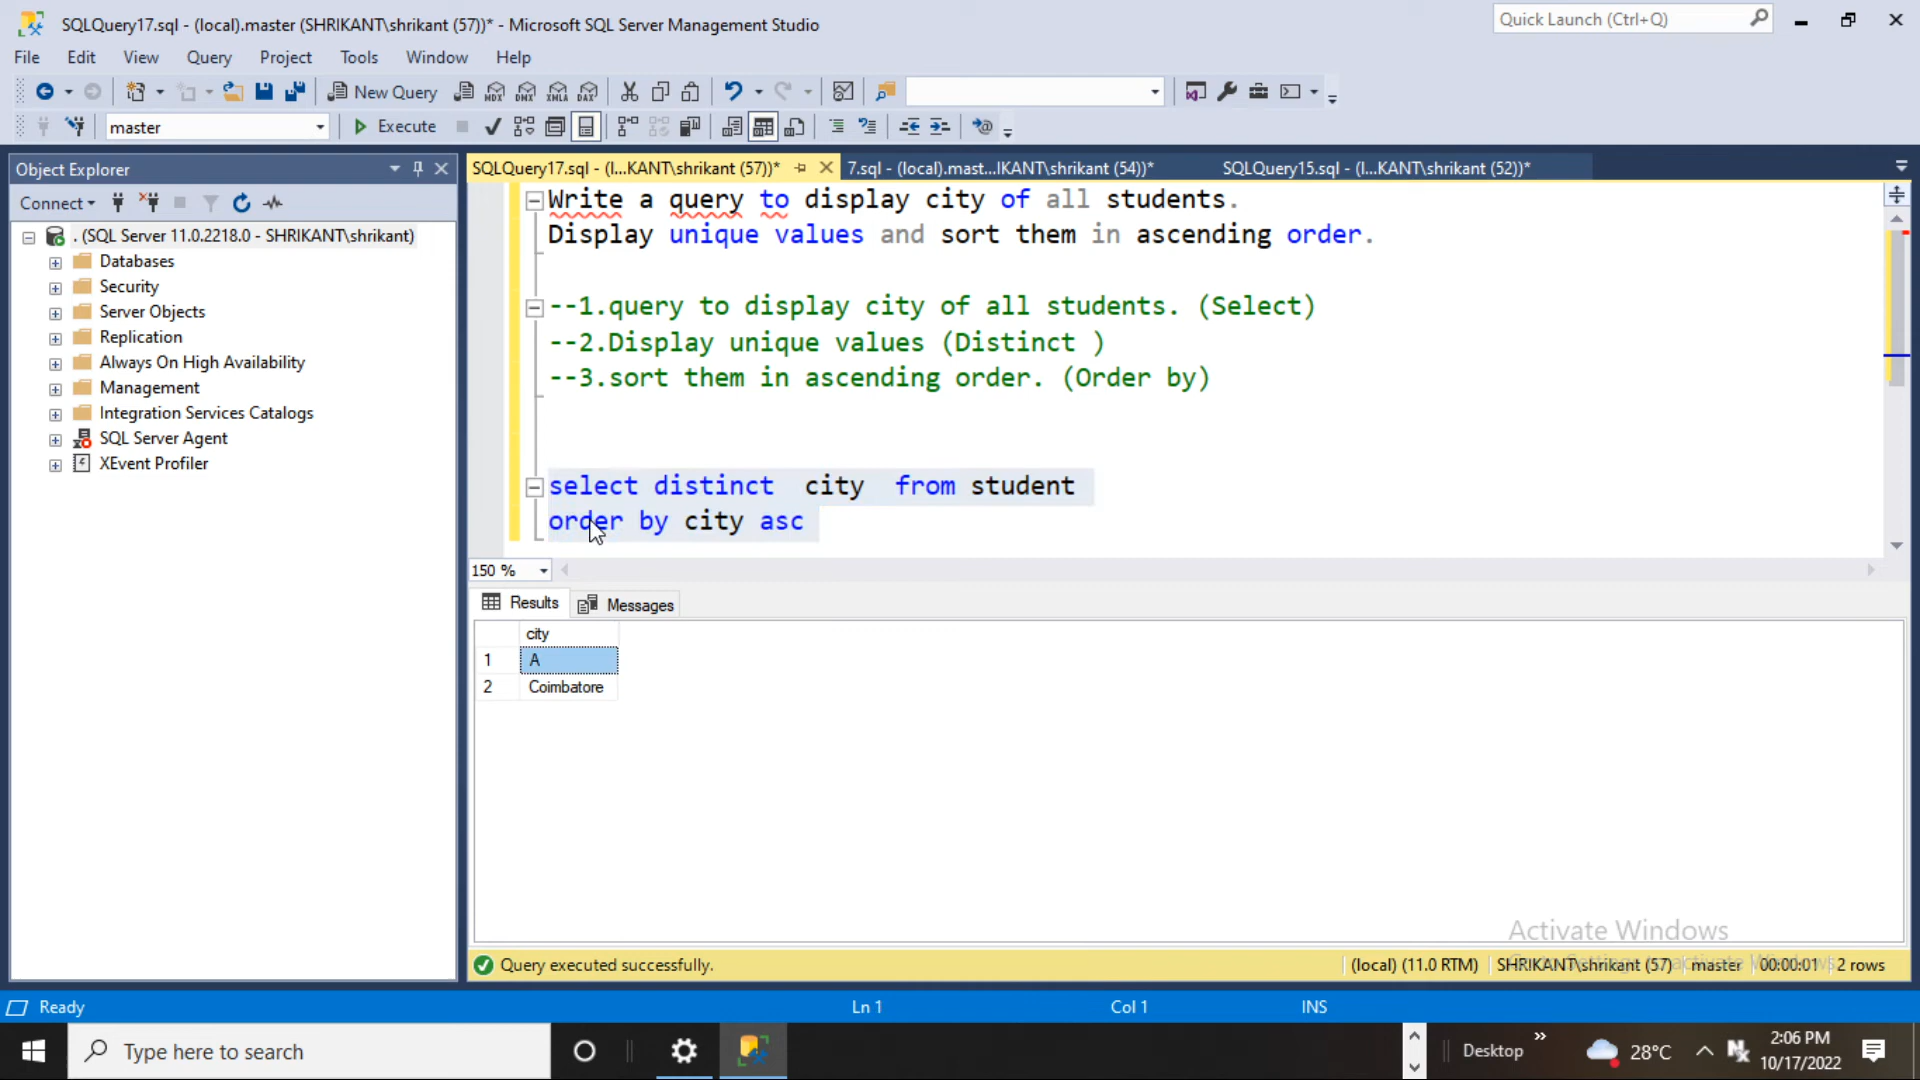 SQLQuery17.sql - (local).master (SHRIKANT\shrikant (57))* - Microsoft SQL Server Management Studio
Quick Launch (Ctrl+Q)
File Edit View Query Project Tools Window Help
New Query
MDX DMX XMLA DAX
master
Execute
Object Explorer
SQLQuery17.sql - (l...KANT\shrikant (57))*
7.sql - (local).mast...IKANT\shrikant (54))*
SQLQuery15.sql - (l...KANT\shrikant (52))*
Connect
. (SQL Server 11.0.2218.0 - SHRIKANT\shrikant)
Databases
Security
Server Objects
Replication
Always On High Availability
Management
Integration Services Catalogs
SQL Server Agent
XEvent Profiler
Write a query to display city of all students.
Display unique values and sort them in ascending order.
--1.query to display city of all students. (Select)
--2.Display unique values (Distinct )
--3.sort them in ascending order. (Order by)
select distinct  city  from student
order by city asc
150 %
Results Messages
city
1 A
2 Coimbatore
Activate Windows
Query executed successfully.
(local) (11.0 RTM) SHRIKANT\shrikant (57) master 00:00:01 2 rows
Ready Ln 1 Col 1 INS
Type here to search
Desktop
28°C
2:06 PM
10/17/2022